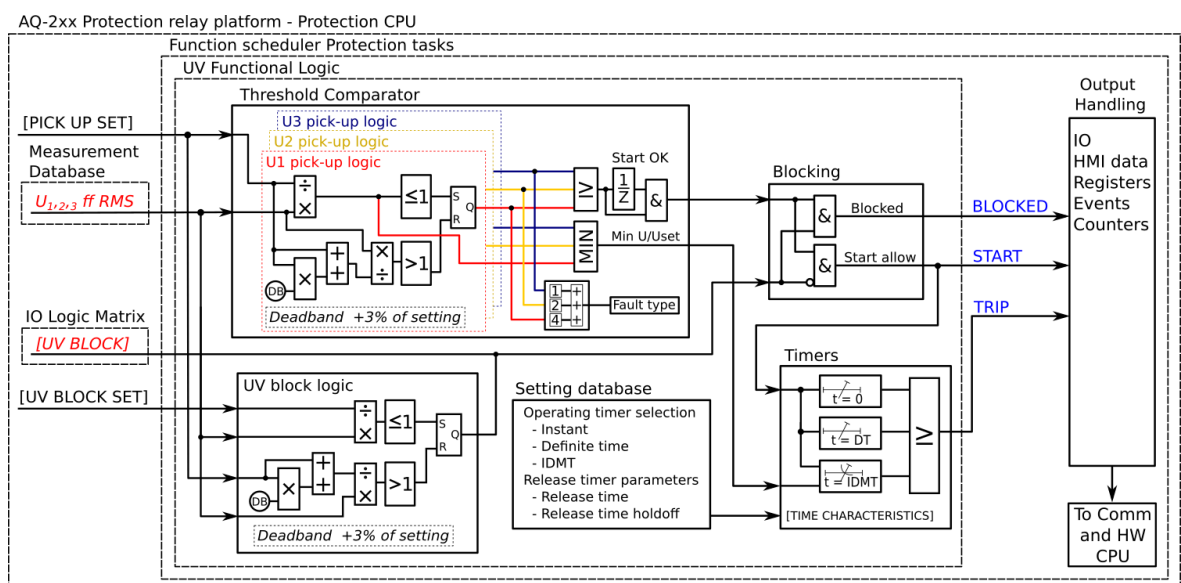 AQ-2xx Protection relay platform - Protection CPU
Function scheduler Protection tasks
UV Functional Logic
Threshold Comparator
[PICK UP SET]
Measurement
Database
U1,2,3 ff RMS
U3 pick-up logic
U2 pick-up logic
U1 pick-up logic
÷
×
≤1
S
Q
R
+
+
×
÷
>1
×
DB
Deadband +3% of setting
≥
Start OK
1
Z
&
MIN
Min U/Uset
1 +
2 +
4 +
Fault type
Blocking
&
Blocked
&
Start allow
BLOCKED
START
TRIP
Output
Handling
IO
HMI data
Registers
Events
Counters
To Comm
and HW
CPU
IO Logic Matrix
[UV BLOCK]
[UV BLOCK SET]
UV block logic
÷
×
≤1
S
Q
R
+
+
×
÷
×
>1
DB
Deadband +3% of setting
Setting database
Operating timer selection
- Instant
- Definite time
- IDMT
Release timer parameters
- Release time
- Release time holdoff
Timers
t = 0
t = DT
t = IDMT
≥
[TIME CHARACTERISTICS]